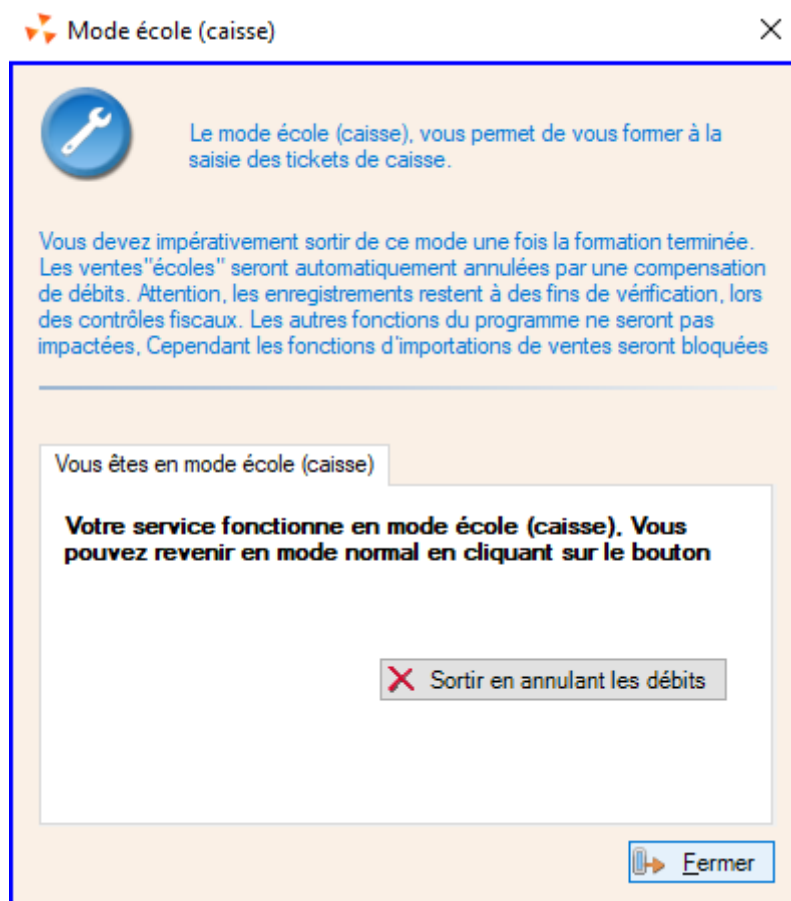 Mode école (caisse)
Le mode école (caisse), vous permet de vous former à la
saisie des tickets de caisse.
Vous devez impérativement sortir de ce mode une fois la formation terminée.
Les ventes"écoles" seront automatiquement annulées par une compensation
de débits. Attention, les enregistrements restent à des fins de vérification, lors
des contrôles fiscaux. Les autres fonctions du programme ne seront pas
impactées, Cependant les fonctions d'importations de ventes seront bloquées
Vous êtes en mode école (caisse)
Votre service fonctionne en mode école (caisse), Vous
pouvez revenir en mode normal en cliquant sur le bouton
Sortir en annulant les débits
Fermer